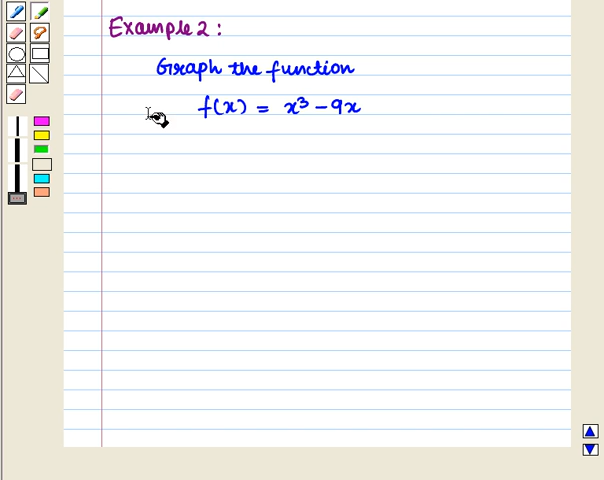 Example 2 :
Graph the function
f(x) = x³ - 9x